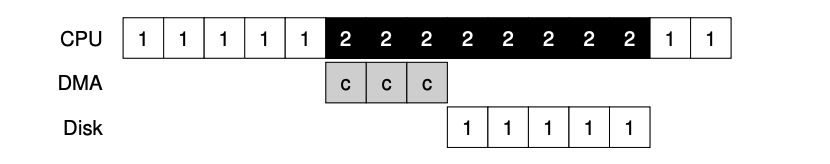 CPU 1 1 1 1 1 2 2 2 2 2 2 2 2 1 1
DMA c c c
Disk 1 1 1 1 1